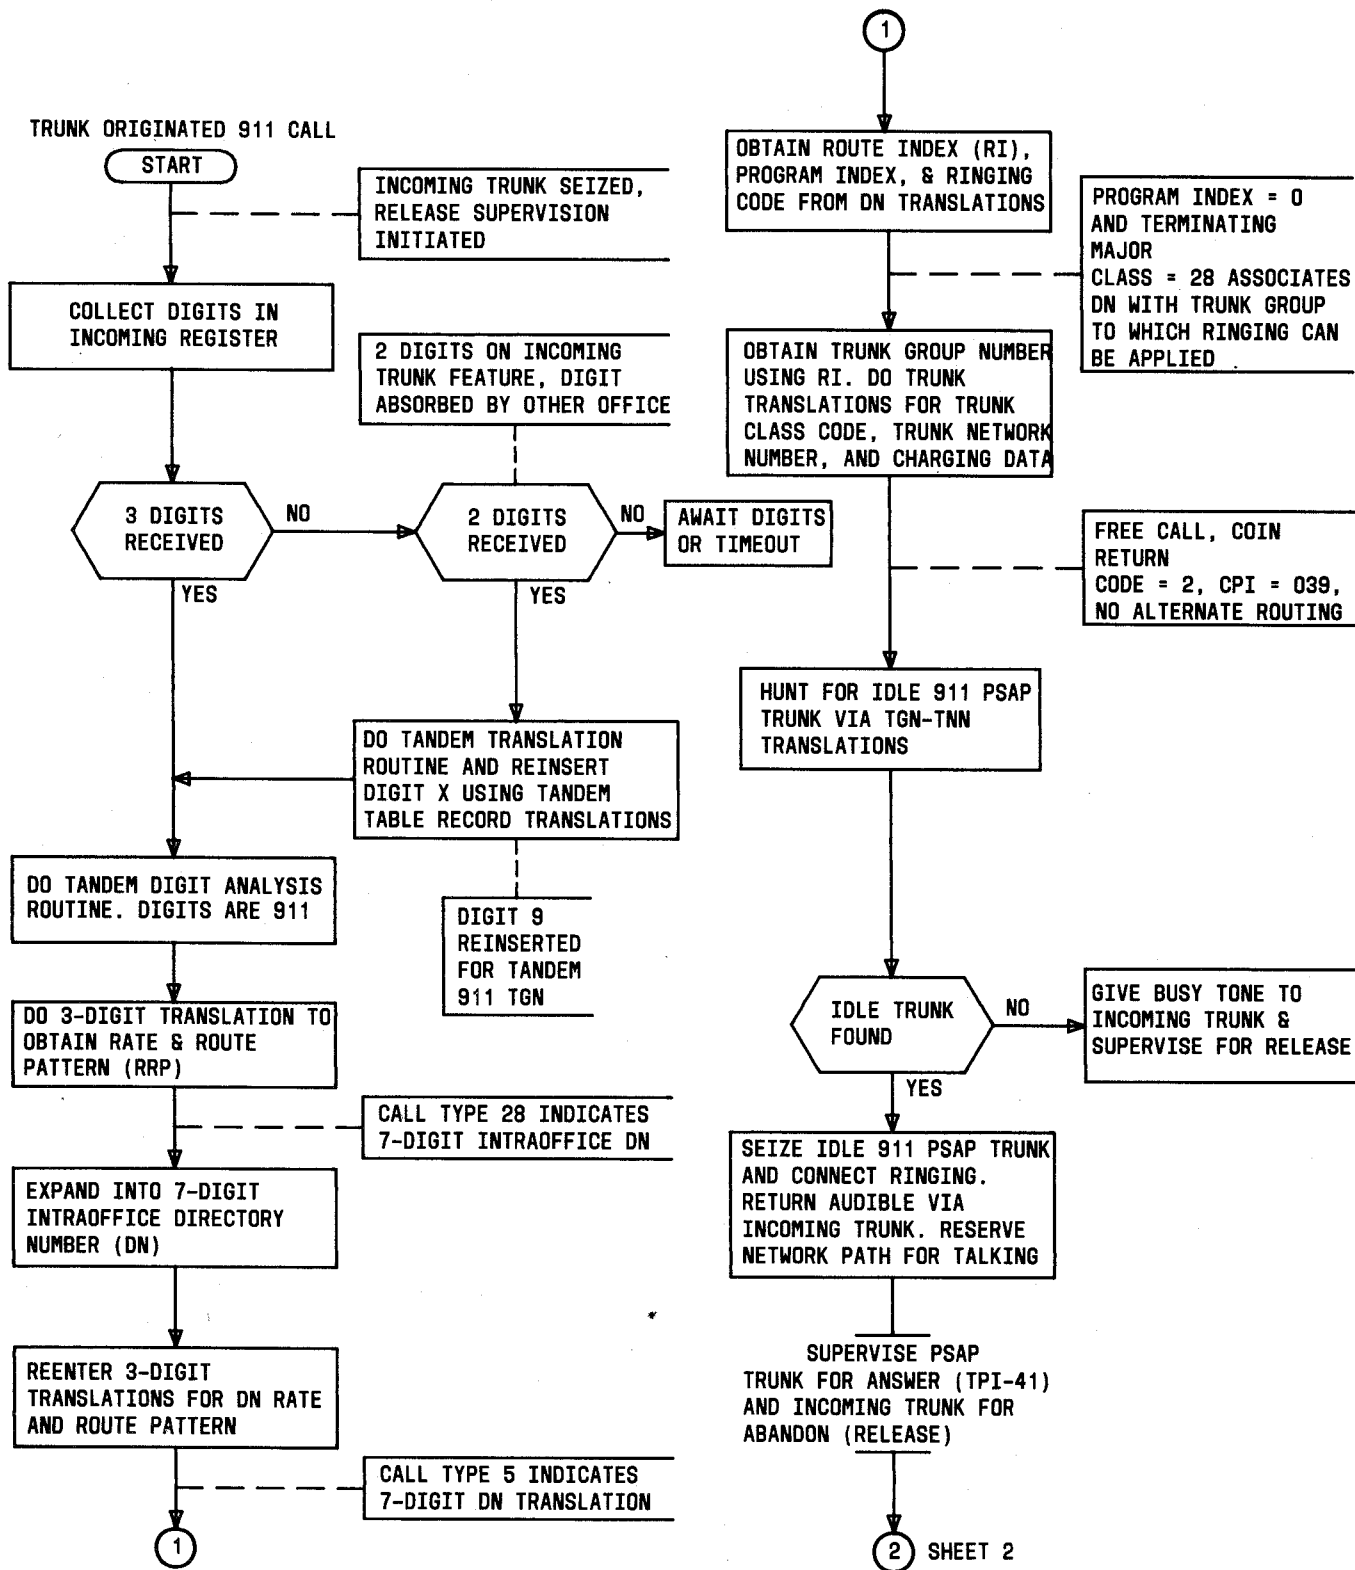 TRUNK ORIGINATED 911 CALL
START
INCOMING TRUNK SEIZED,
RELEASE SUPERVISION
INITIATED
COLLECT DIGITS IN
INCOMING REGISTER
2 DIGITS ON INCOMING
TRUNK FEATURE, DIGIT
ABSORBED BY OTHER OFFICE
3 DIGITS
RECEIVED
NO
2 DIGITS
RECEIVED
NO
AWAIT DIGITS
OR TIMEOUT
YES
YES
DO TANDEM TRANSLATION
ROUTINE AND REINSERT
DIGIT X USING TANDEM
TABLE RECORD TRANSLATIONS
DO TANDEM DIGIT ANALYSIS
ROUTINE. DIGITS ARE 911
DIGIT 9
REINSERTED
FOR TANDEM
911 TGN
DO 3-DIGIT TRANSLATION TO
OBTAIN RATE & ROUTE
PATTERN (RRP)
CALL TYPE 28 INDICATES
7-DIGIT INTRAOFFICE DN
EXPAND INTO 7-DIGIT
INTRAOFFICE DIRECTORY
NUMBER (DN)
REENTER 3-DIGIT
TRANSLATIONS FOR DN RATE
AND ROUTE PATTERN
CALL TYPE 5 INDICATES
7-DIGIT DN TRANSLATION
1
1
OBTAIN ROUTE INDEX (RI),
PROGRAM INDEX, & RINGING
CODE FROM DN TRANSLATIONS
PROGRAM INDEX = 0
AND TERMINATING
MAJOR
CLASS = 28 ASSOCIATES
DN WITH TRUNK GROUP
TO WHICH RINGING CAN
BE APPLIED .
OBTAIN TRUNK GROUP NUMBER
USING RI. DO TRUNK
TRANSLATIONS FOR TRUNK
CLASS CODE, TRUNK NETWORK
NUMBER, AND CHARGING DATA
FREE CALL, COIN
RETURN
CODE = 2, CPI = 039,
NO ALTERNATE ROUTING
HUNT FOR IDLE 911 PSAP
TRUNK VIA TGN-TNN
TRANSLATIONS
IDLE TRUNK
FOUND
NO
GIVE BUSY TONE TO
INCOMING TRUNK &
SUPERVISE FOR RELEASE
YES
SEIZE IDLE 911 PSAP TRUNK
AND CONNECT RINGING.
RETURN AUDIBLE VIA
INCOMING TRUNK. RESERVE
NETWORK PATH FOR TALKING
SUPERVISE PSAP
TRUNK FOR ANSWER (TPI-41)
AND INCOMING TRUNK FOR
ABANDON (RELEASE)
2 SHEET 2